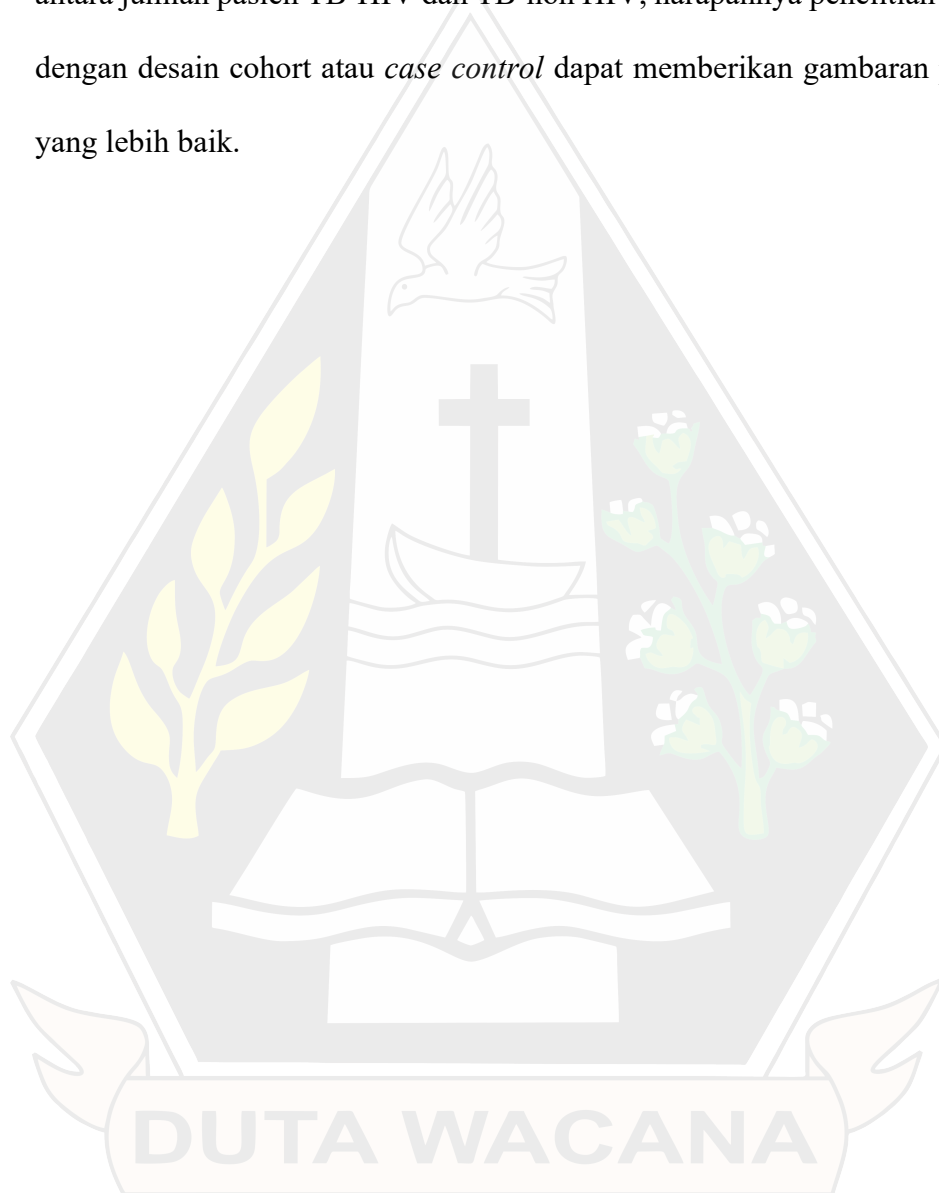 antara jumlah pasien TB-HIV dan TB-non HIV, harapannya penelitian
dengan desain cohort atau case control dapat memberikan gambaran
yang lebih baik.
DUTA WACANA